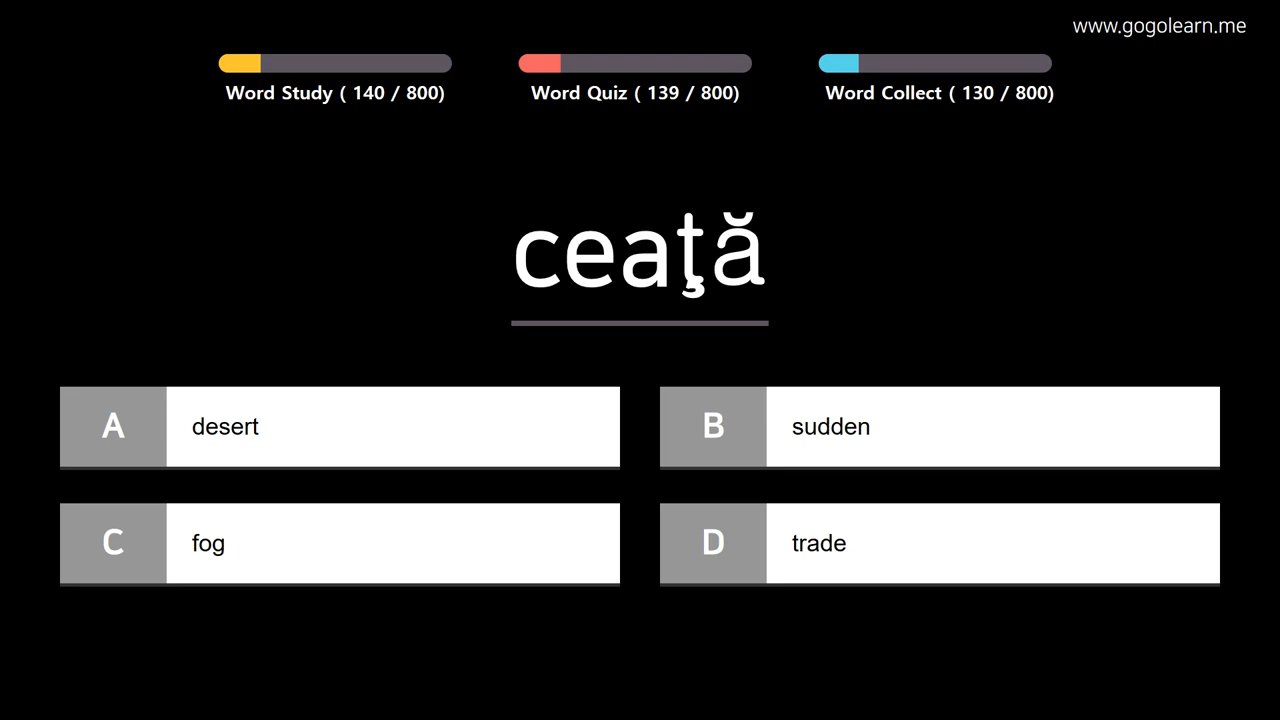 www.gogolearn.me
Word Study ( 140 / 800)
Word Quiz ( 139 / 800)
Word Collect ( 130 / 800)
ceaţă
A desert
B sudden
C fog
D trade